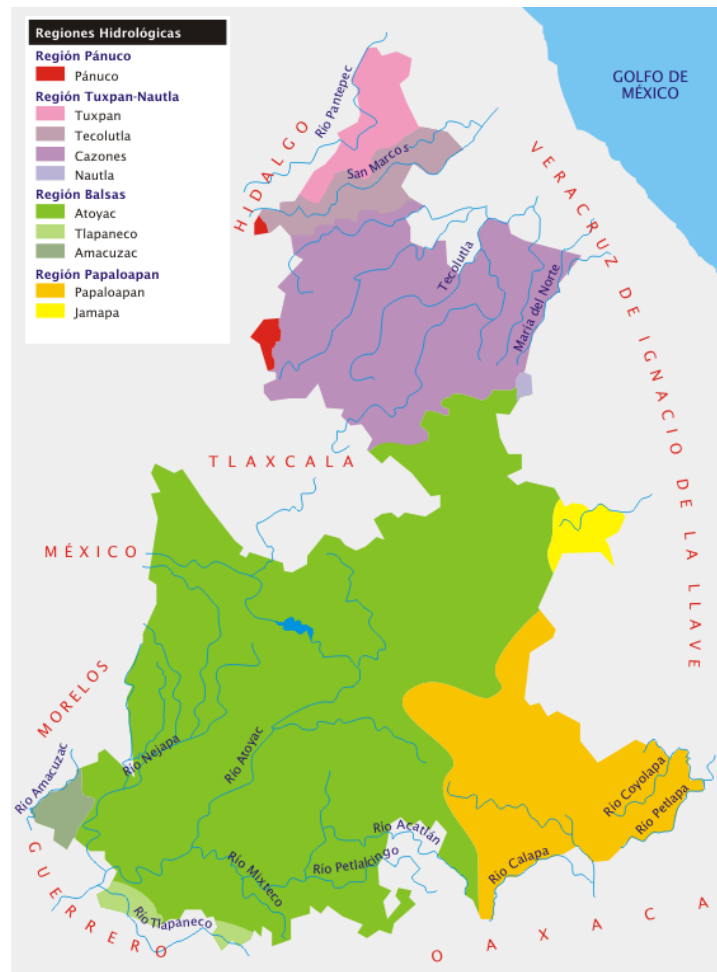 Regiones Hidrológicas
Región Pánuco
Pánuco
Región Tuxpan-Nautla
Tuxpan
Tecolutla
Cazones
Nautla
Región Balsas
Atoyac
Tlapaneco
Amacuzac
Región Papaloapan
Papaloapan
Jamapa
GOLFO DE
MÉXICO
HIDALGO
Río Pantepec
San Marcos
VERACRUZ DE IGNACIO DE LA LLAVE
Tecolutla
Maria del Norte
TLAXCALA
MÉXICO
MORELOS
Río Amacuzac
Río Nejapa
Río Atoyac
Río Coyolapa
Río Petlapa
Río Acatlán
Río Petlalcingo
Río Calapa
Río Mixteco
Río Tlapaneco
GUERRERO
OAXACA